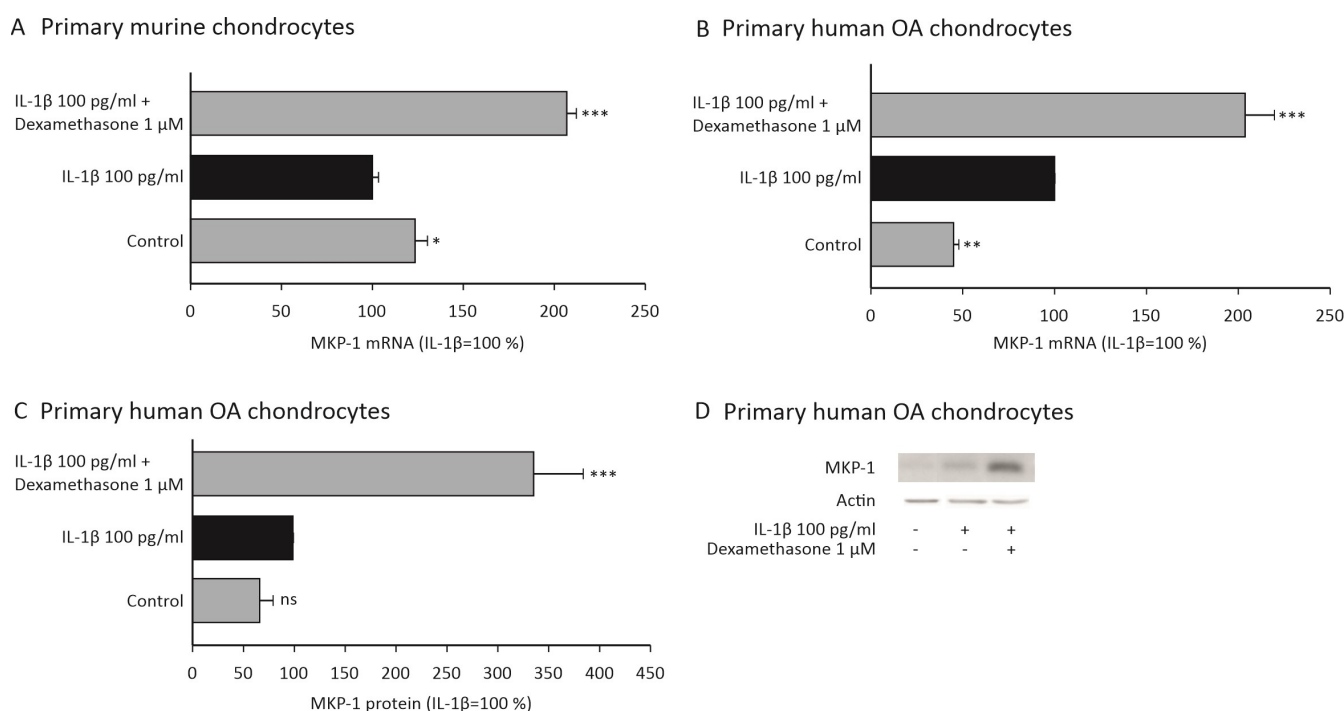 A Primary murine chondrocytes
IL-1β 100 pg/ml +
Dexamethasone 1 µM
***
IL-1β 100 pg/ml
Control
*
0 50 100 150 200 250
MKP-1 mRNA (IL-1β=100 %)
B Primary human OA chondrocytes
IL-1β 100 pg/ml +
Dexamethasone 1 µM
***
IL-1β 100 pg/ml
Control
**
0 50 100 150 200 250
MKP-1 mRNA (IL-1β=100 %)
C Primary human OA chondrocytes
IL-1β 100 pg/ml +
Dexamethasone 1 µM
***
IL-1β 100 pg/ml
Control
ns
0 50 100 150 200 250 300 350 400 450
MKP-1 protein (IL-1β=100 %)
D Primary human OA chondrocytes
MKP-1
Actin
IL-1β 100 pg/ml - + +
Dexamethasone 1 µM - - +